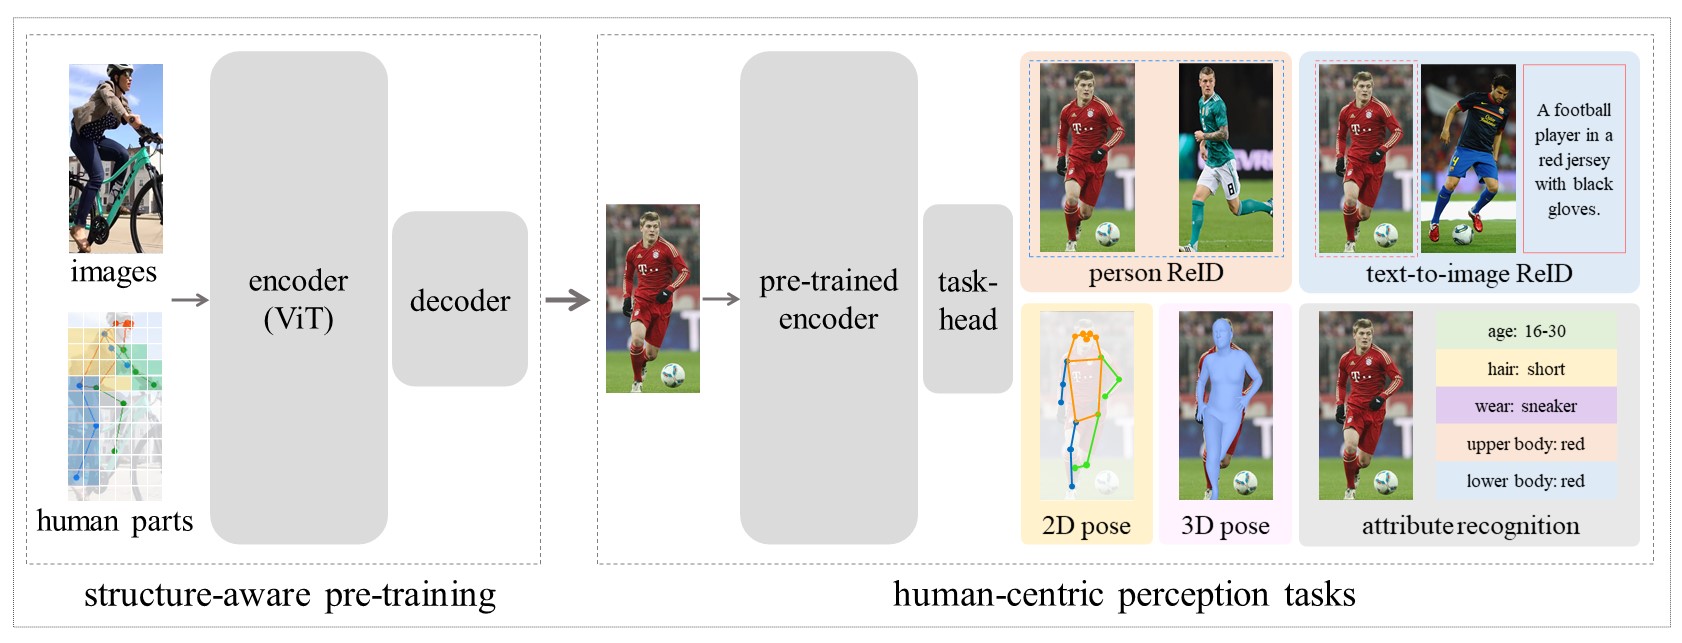 images
human parts
encoder
(ViT)
decoder
structure-aware pre-training
pre-trained
encoder
task-
head
person ReID
text-to-image ReID
A football
player in a
red jersey
with black
gloves.
2D pose
3D pose
age: 16-30
hair: short
wear: sneaker
upper body: red
lower body: red
attribute recognition
human-centric perception tasks